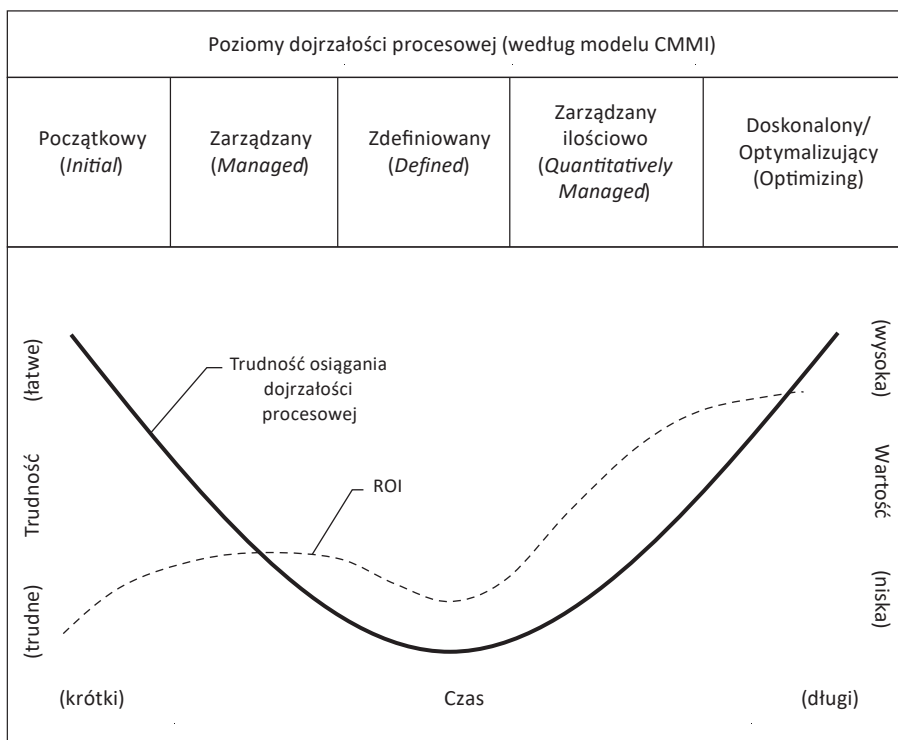 Poziomy dojrzałości procesowej (według modelu CMMI)
Początkowy
(Initial)
Zarządzany
(Managed)
Zdefiniowany
(Defined)
Zarządzany
ilościowo
(Quantitatively
Managed)
Doskonalony/
Optymalizujący
(Optimizing)
(łatwe)
Trudność
(trudne)
Trudność osiągania
dojrzałości
procesowej
ROI
(wysoka)
Wartość
(niska)
(krótki)
Czas
(długi)